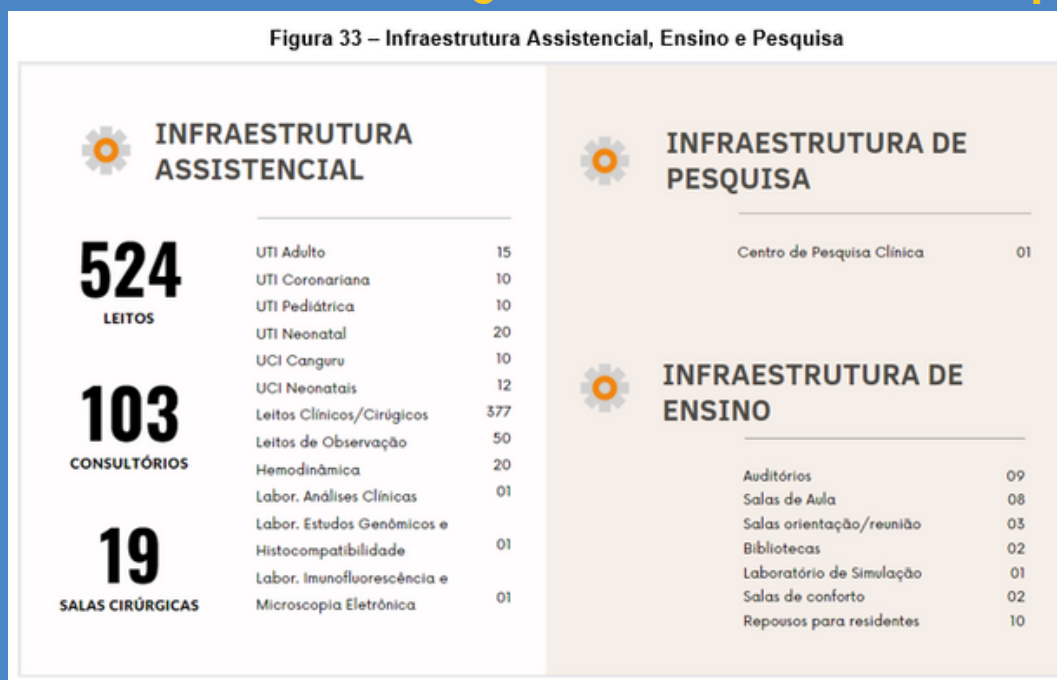 Figura 33 – Infraestrutura Assistencial, Ensino e Pesquisa
INFRAESTRUTURA
ASSISTENCIAL
524
LEITOS
103
CONSULTÓRIOS
19
SALAS CIRÚRGICAS
UTI Adulto 15
UTI Coronariana 10
UTI Pediátrica 10
UTI Neonatal 20
UCI Canguru 10
UCI Neonatais 12
Leitos Clínicos/Cirúgicos 377
Leitos de Observação 50
Hemodinâmica 20
Labor. Análises Clínicas 01
Labor. Estudos Genômicos e
Histocompatibilidade 01
Labor. Imunofluorescência e
Microscopia Eletrônica 01
INFRAESTRUTURA DE
PESQUISA
Centro de Pesquisa Clínica 01
INFRAESTRUTURA DE
ENSINO
Auditórios 09
Salas de Aula 08
Salas orientação/reunião 03
Bibliotecas 02
Laboratório de Simulação 01
Salas de conforto 02
Repousos para residentes 10